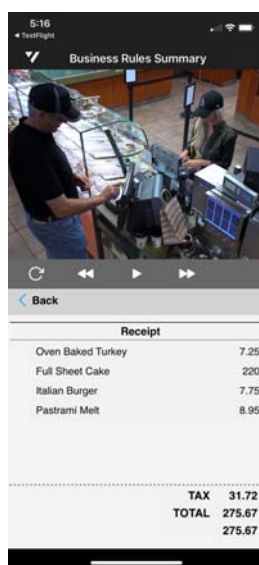 5:16
TestFlight
Business Rules Summary
Back
Receipt
Oven Baked Turkey 7.25
Full Sheet Cake 220
Italian Burger 7.75
Pastrami Melt 8.95
TAX 31.72
TOTAL 275.67
275.67